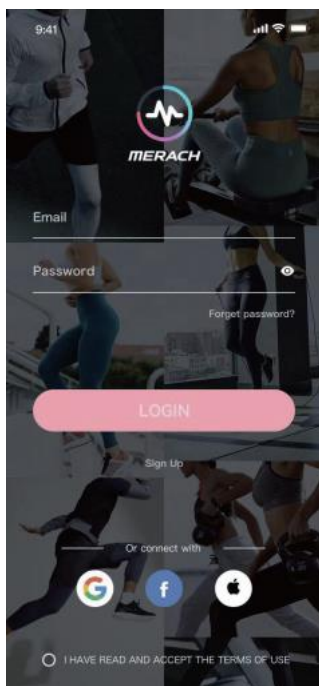 9:41
MERACH
Email
Password
Forget password?
LOGIN
Sign Up
Or connect with
G
f
I HAVE READ AND ACCEPT THE TERMS OF USE